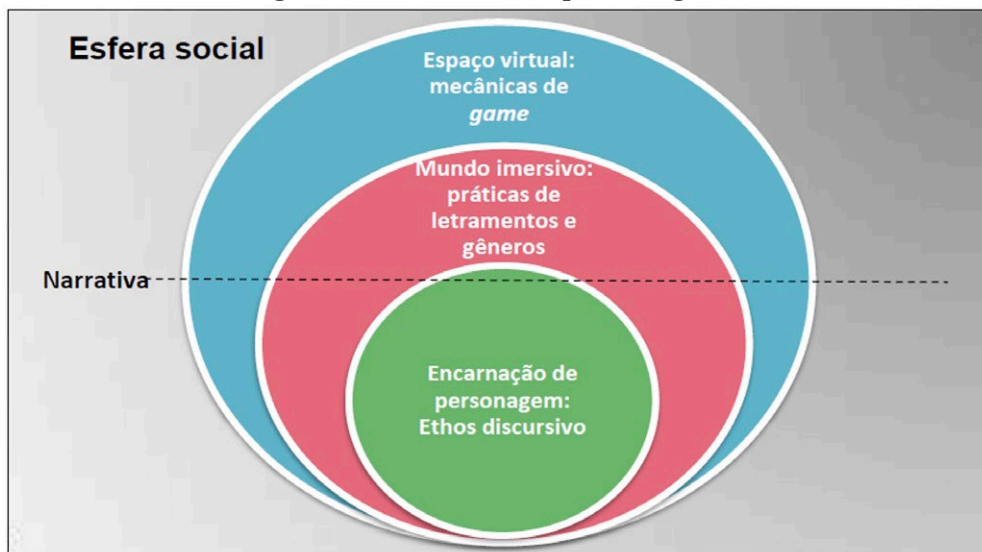 Esfera social
Espaço virtual:
mecânicas de
game
Mundo imersivo:
práticas de
letramentos e
gêneros
Narrativa
Encarnação de
personagem:
Ethos discursivo